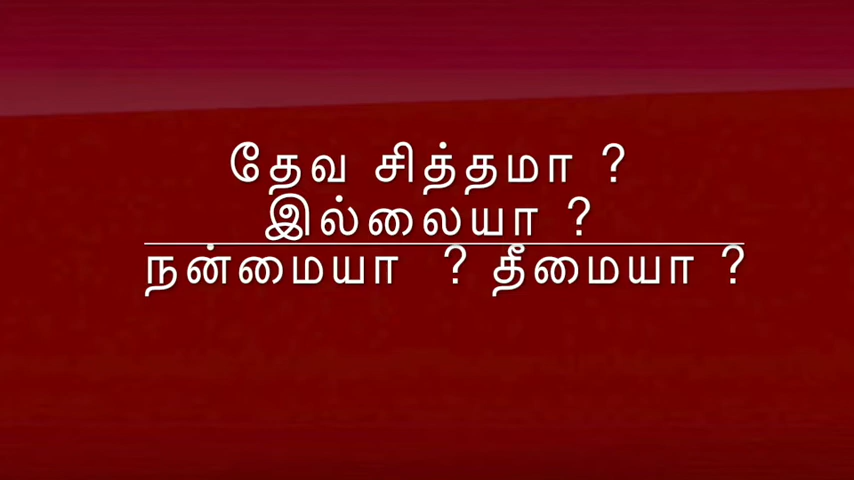 தேவ சித்தமா ?
இல்லையா ?
நன்மையா ? தீமையா ?